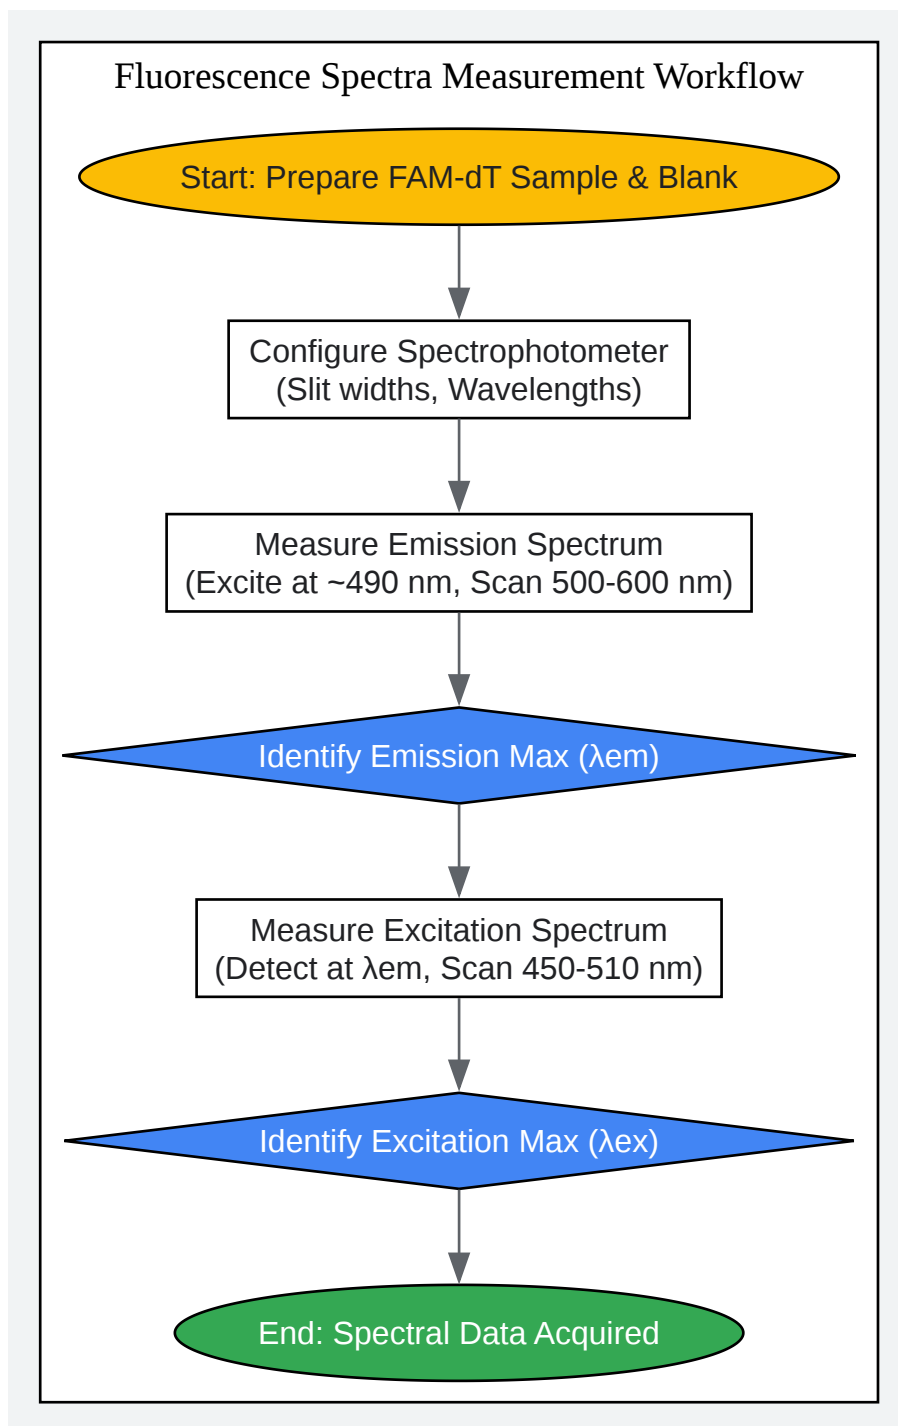 Fluorescence Spectra Measurement Workflow
Start: Prepare FAM-dT Sample & Blank
Configure Spectrophotometer
(Slit widths, Wavelengths)
Measure Emission Spectrum
(Excite at ~490 nm, Scan 500-600 nm)
Identify Emission Max (λem)
Measure Excitation Spectrum
(Detect at λem, Scan 450-510 nm)
Identify Excitation Max (λex)
End: Spectral Data Acquired